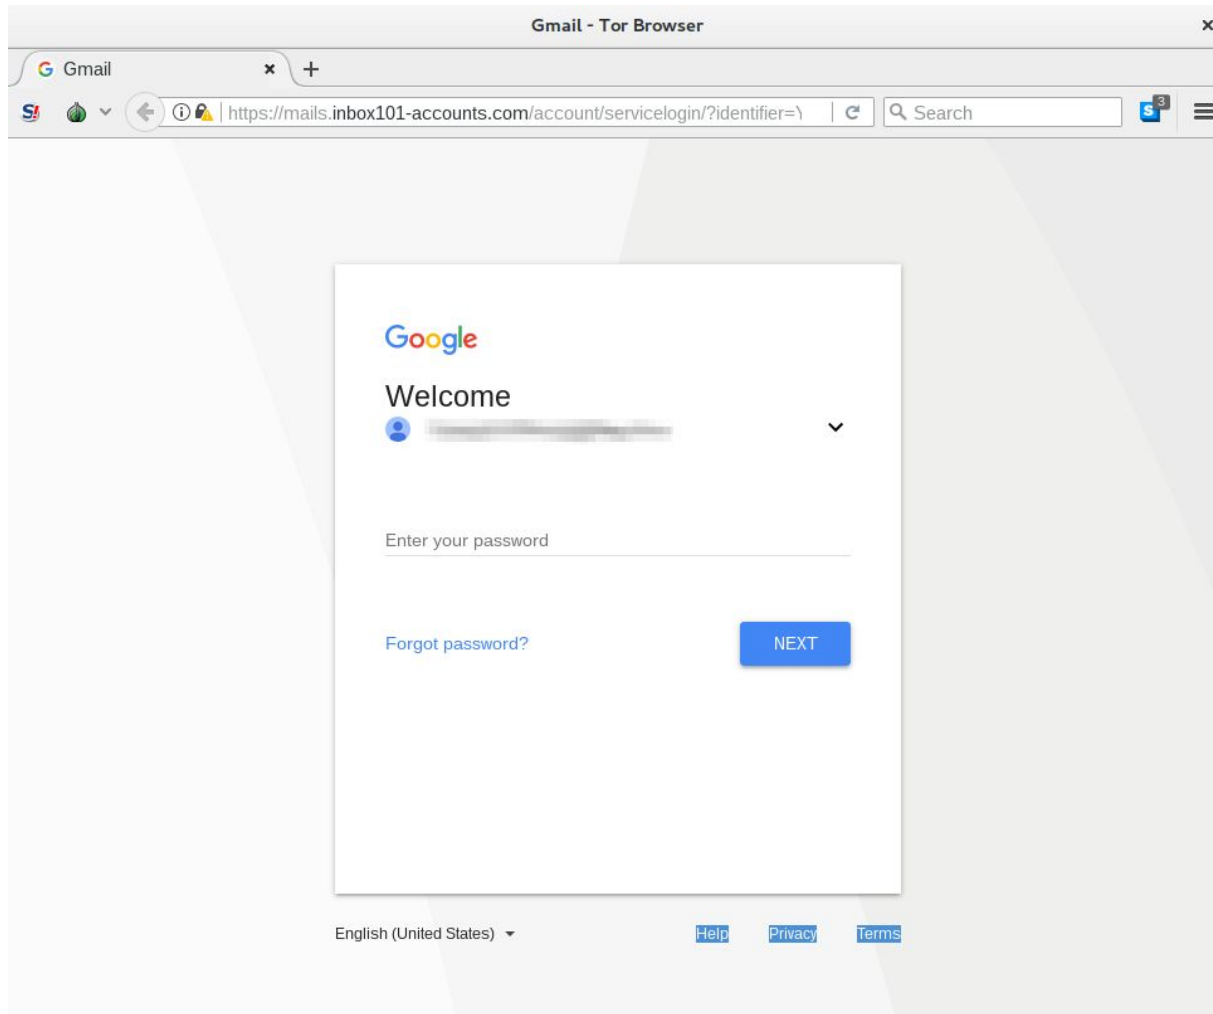 Gmail - Tor Browser
G Gmail
S! https://mails.inbox101-accounts.com/account/servicelogin/?identifier= Search S 3
Google
Welcome
Enter your password
Forgot password? NEXT
English (United States) Help Privacy Terms